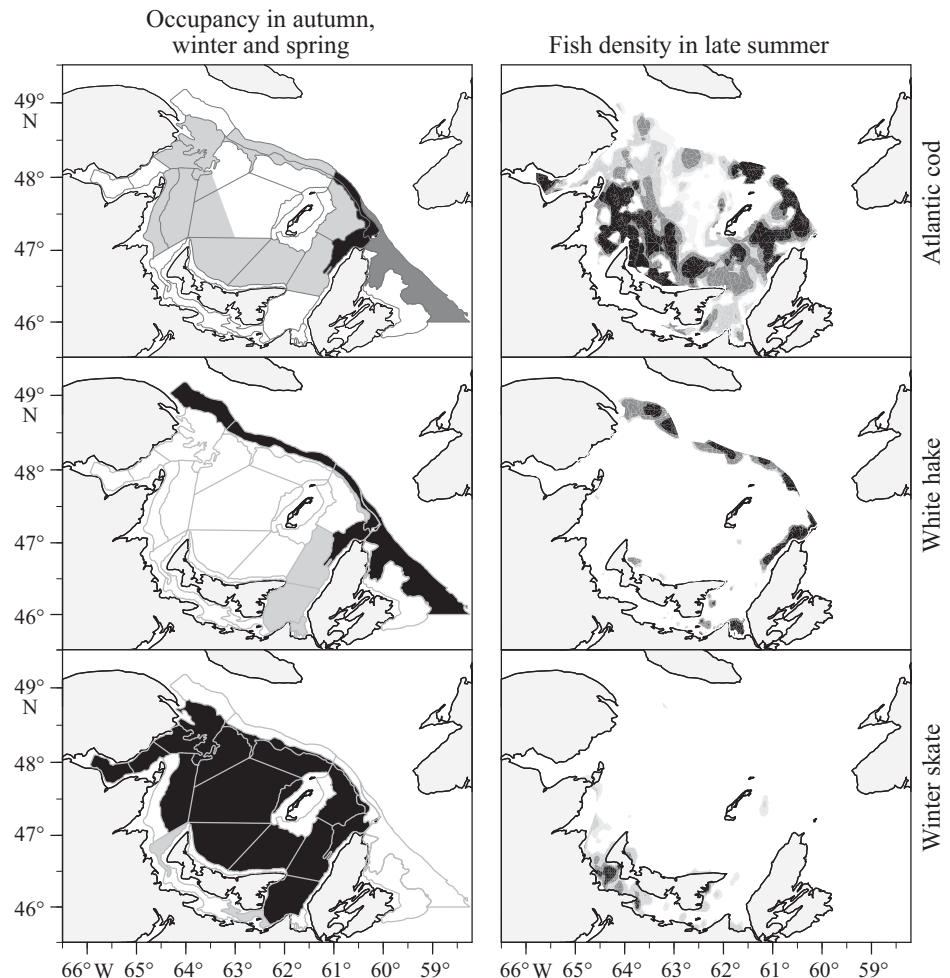 Occupancy in autumn,
winter and spring
Fish density in late summer
49°
N
48°
47°
46°
Atlantic cod
49°
N
48°
47°
46°
White hake
49°
N
48°
47°
46°
Winter skate
66° W 65° 64° 63° 62° 61° 60° 59°
66° W 65° 64° 63° 62° 61° 60° 59°